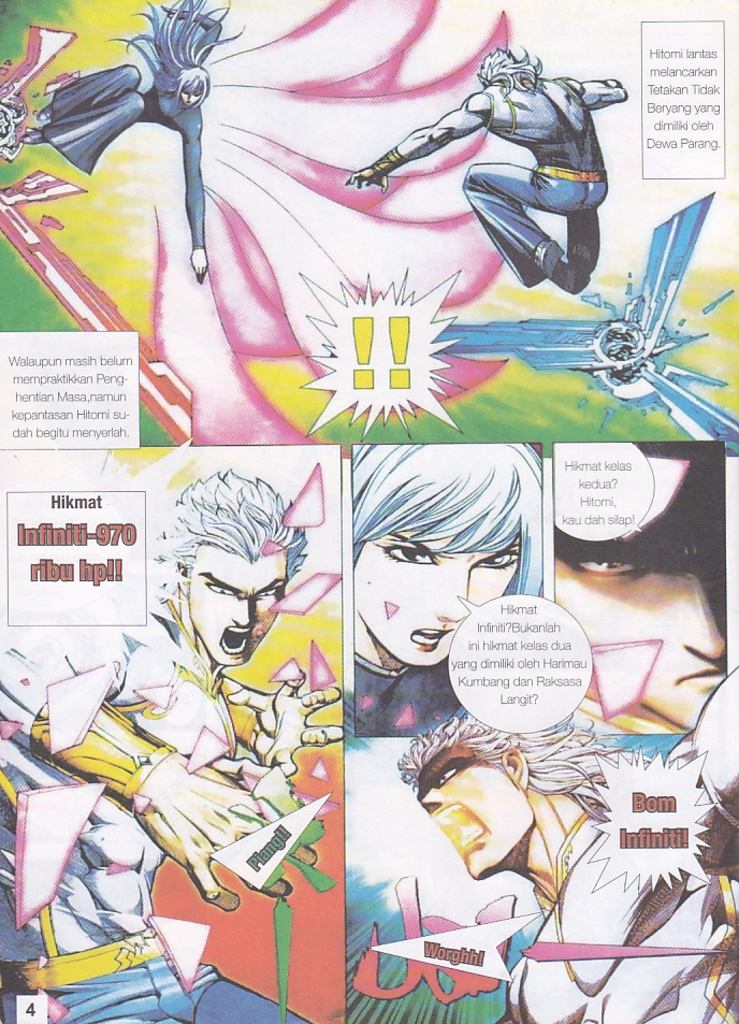 Hitomi lantas
melancarkan
Tetakan Tidak
Beryang yang
dimiliki oleh
Dewa Parang.
!!
Walaupun masih belum
mempraktikkan Peng-
hentian Masa,namun
kepantasan Hitomi su-
dah begitu menyerlah.
Hikmat
Infiniti-970
ribu hp!!
Hikmat kelas
kedua?
Hitomi,
kau dah silap!
Hikmat
Infiniti?Bukanlah
ini hikmat kelas dua
yang dimiliki oleh Harimau
Kumbang dan Raksasa
Langit?
Bom
Infiniti!
Piang!!
Worghh!
4